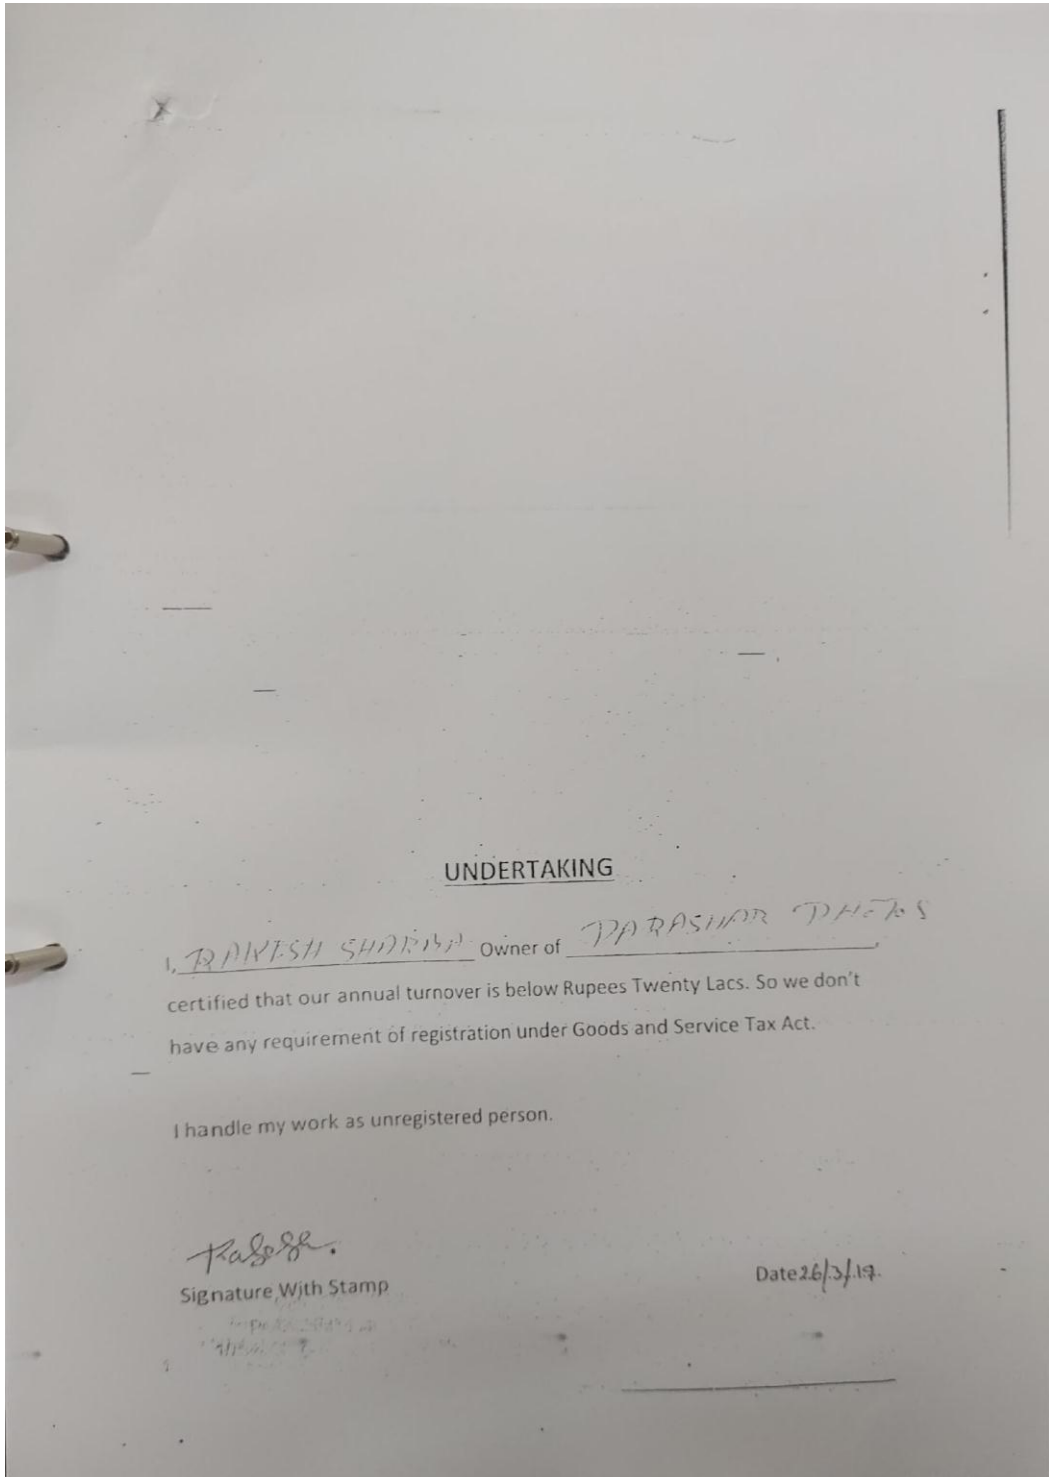 UNDERTAKING
I, RAKESH SHARMA Owner of PARASHAR
certified that our annual turnover is below Rupees Twenty Lacs. So we don't
have any requirement of registration under Goods and Service Tax Act.
I handle my work as unregistered person.
Signature With Stamp
Date 26/3/19.